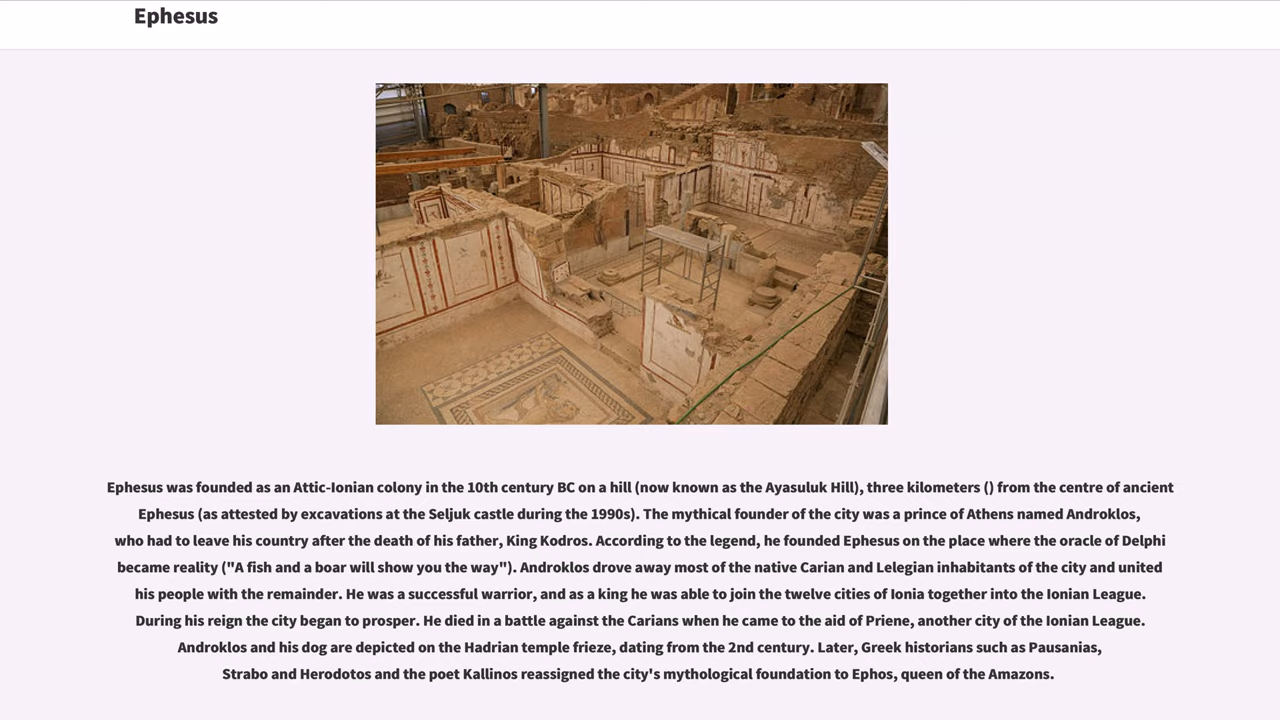 Ephesus
Ephesus was founded as an Attic-Ionian colony in the 10th century BC on a hill (now known as the Ayasuluk Hill), three kilometers () from the centre of ancient
Ephesus (as attested by excavations at the Seljuk castle during the 1990s). The mythical founder of the city was a prince of Athens named Androklos,
who had to leave his country after the death of his father, King Kodros. According to the legend, he founded Ephesus on the place where the oracle of Delphi
became reality ("A fish and a boar will show you the way"). Androklos drove away most of the native Carian and Lelegian inhabitants of the city and united
his people with the remainder. He was a successful warrior, and as a king he was able to join the twelve cities of Ionia together into the Ionian League.
During his reign the city began to prosper. He died in a battle against the Carians when he came to the aid of Priene, another city of the Ionian League.
Androklos and his dog are depicted on the Hadrian temple frieze, dating from the 2nd century. Later, Greek historians such as Pausanias,
Strabo and Herodotos and the poet Kallinos reassigned the city's mythological foundation to Ephos, queen of the Amazons.